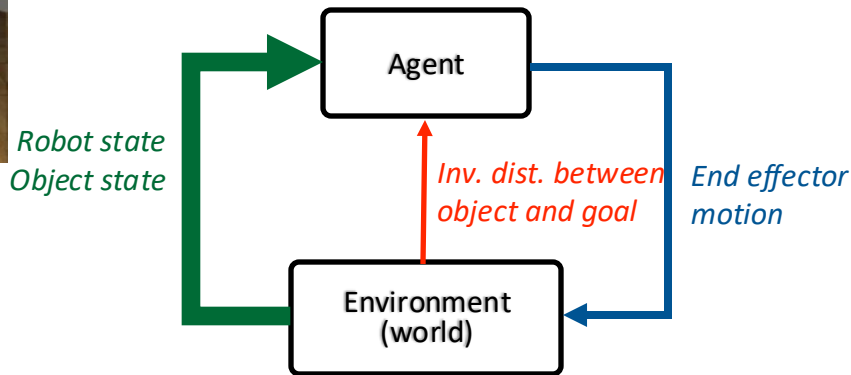 Agent
Robot state
Object state
Inv. dist. between
object and goal
End effector
motion
Environment
(world)